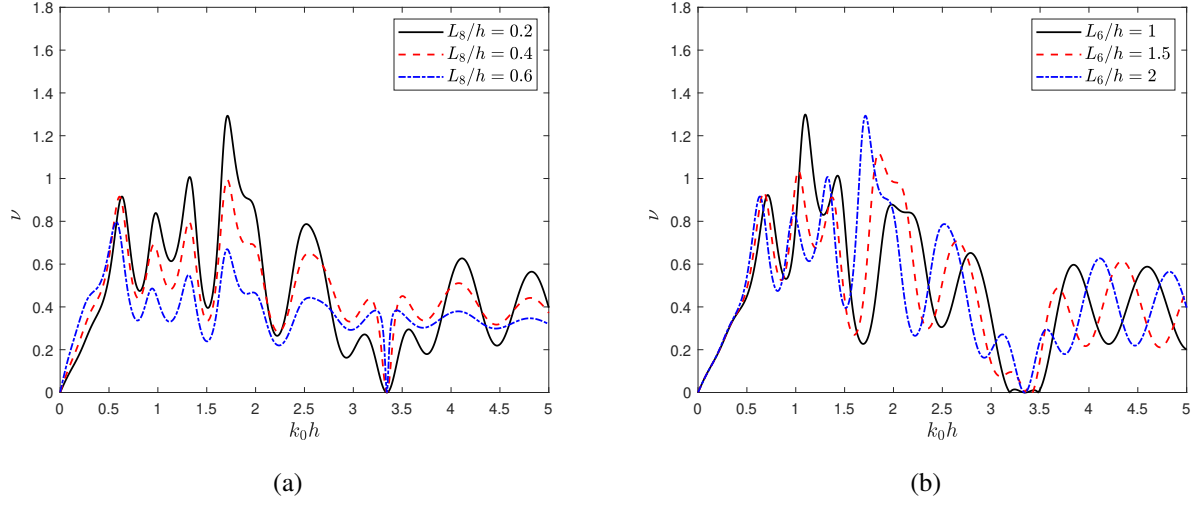 1.8
1.6
1.4
1.2
1
0.8
0.6
0.4
0.2
0
ν
L₈/h = 0.2
L₈/h = 0.4
L₈/h = 0.6
0 0.5 1 1.5 2 2.5 3 3.5 4 4.5 5
k₀h
(a)
1.8
1.6
1.4
1.2
1
0.8
0.6
0.4
0.2
0
ν
L₆/h = 1
L₆/h = 1.5
L₆/h = 2
0 0.5 1 1.5 2 2.5 3 3.5 4 4.5 5
k₀h
(b)